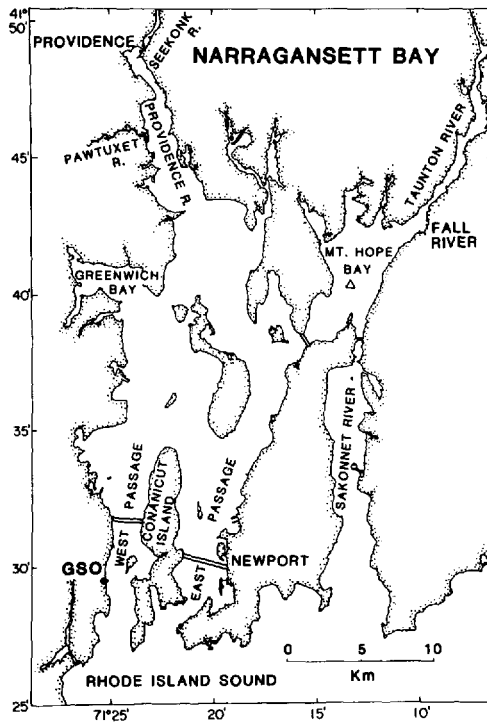 41°
50'
PROVIDENCE
SEEKONK
R.
NARRAGANSETT BAY
PROVIDENCE R.
TAUNTON RIVER
45'
PAWTUXET
R.
FALL
RIVER
MT. HOPE
BAY
GREENWICH
BAY
40'
35'
SAKONNET RIVER
WEST PASSAGE
CONANICUT
ISLAND
EAST PASSAGE
GSO
NEWPORT
30'
0 5 10
Km
RHODE ISLAND SOUND
25'
71°25' 20' 15' 10'